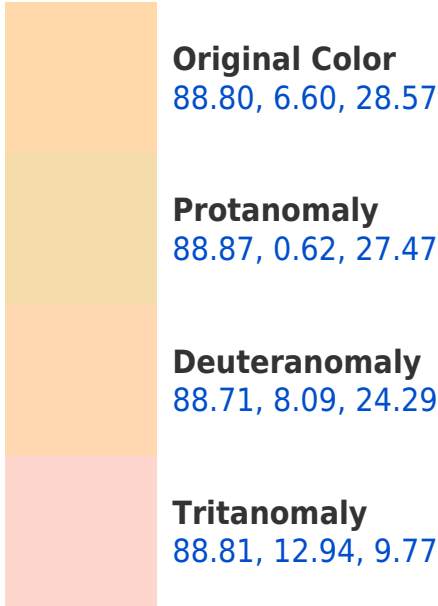 Original Color
88.80, 6.60, 28.57
Protanomaly
88.87, 0.62, 27.47
Deuteranomaly
88.71, 8.09, 24.29
Tritanomaly
88.81, 12.94, 9.77